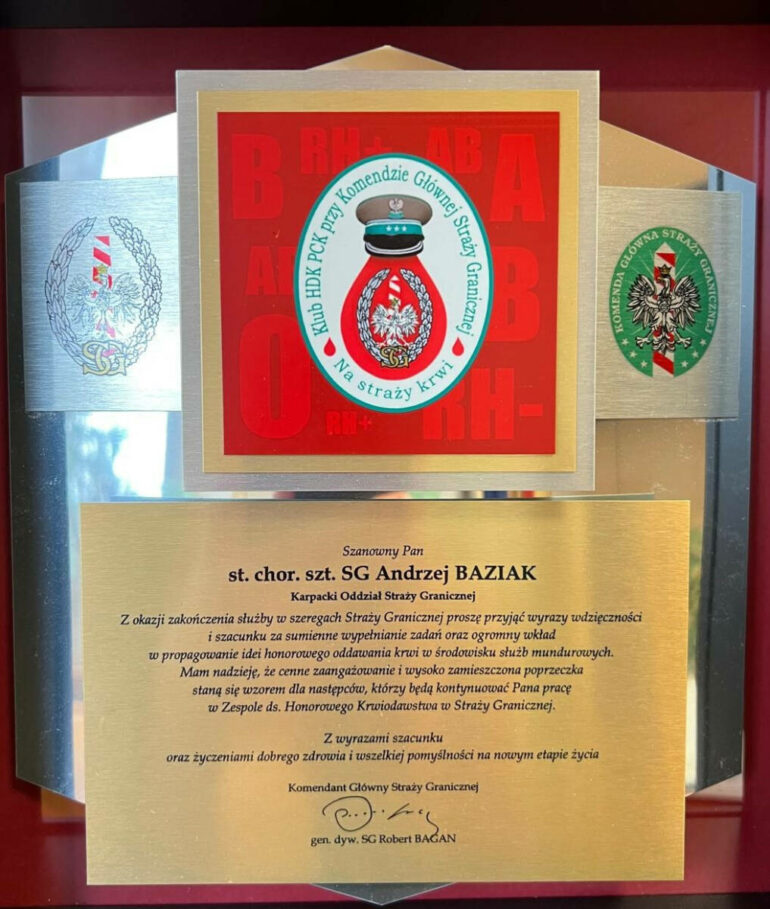 B RH+ AB A
AB B
O RH+ RH-
Klub HDK PCK przy Komendzie Głównej Straży Granicznej
Na straży krwi
SG
KOMENDA GŁÓWNA STRAŻY GRANICZNEJ
Szanowny Pan
st. chor. szt. SG Andrzej BAZIAK
Karpacki Oddział Straży Granicznej
Z okazji zakończenia służby w szeregach Straży Granicznej proszę przyjąć wyrazy wdzięczności
i szacunku za sumienne wypełnianie zadań oraz ogromny wkład
w propagowanie idei honorowego oddawania krwi w środowisku służb mundurowych.
Mam nadzieję, że cenne zaangażowanie i wysoko zamieszczona poprzeczka
staną się wzorem dla następców, którzy będą kontynuować Pana pracę
w Zespole ds. Honorowego Krwiodawstwa w Straży Granicznej.
Z wyrazami szacunku
oraz życzeniami dobrego zdrowia i wszelkiej pomyślności na nowym etapie życia
Komendant Główny Straży Granicznej
gen. dyw. SG Robert BAGAN